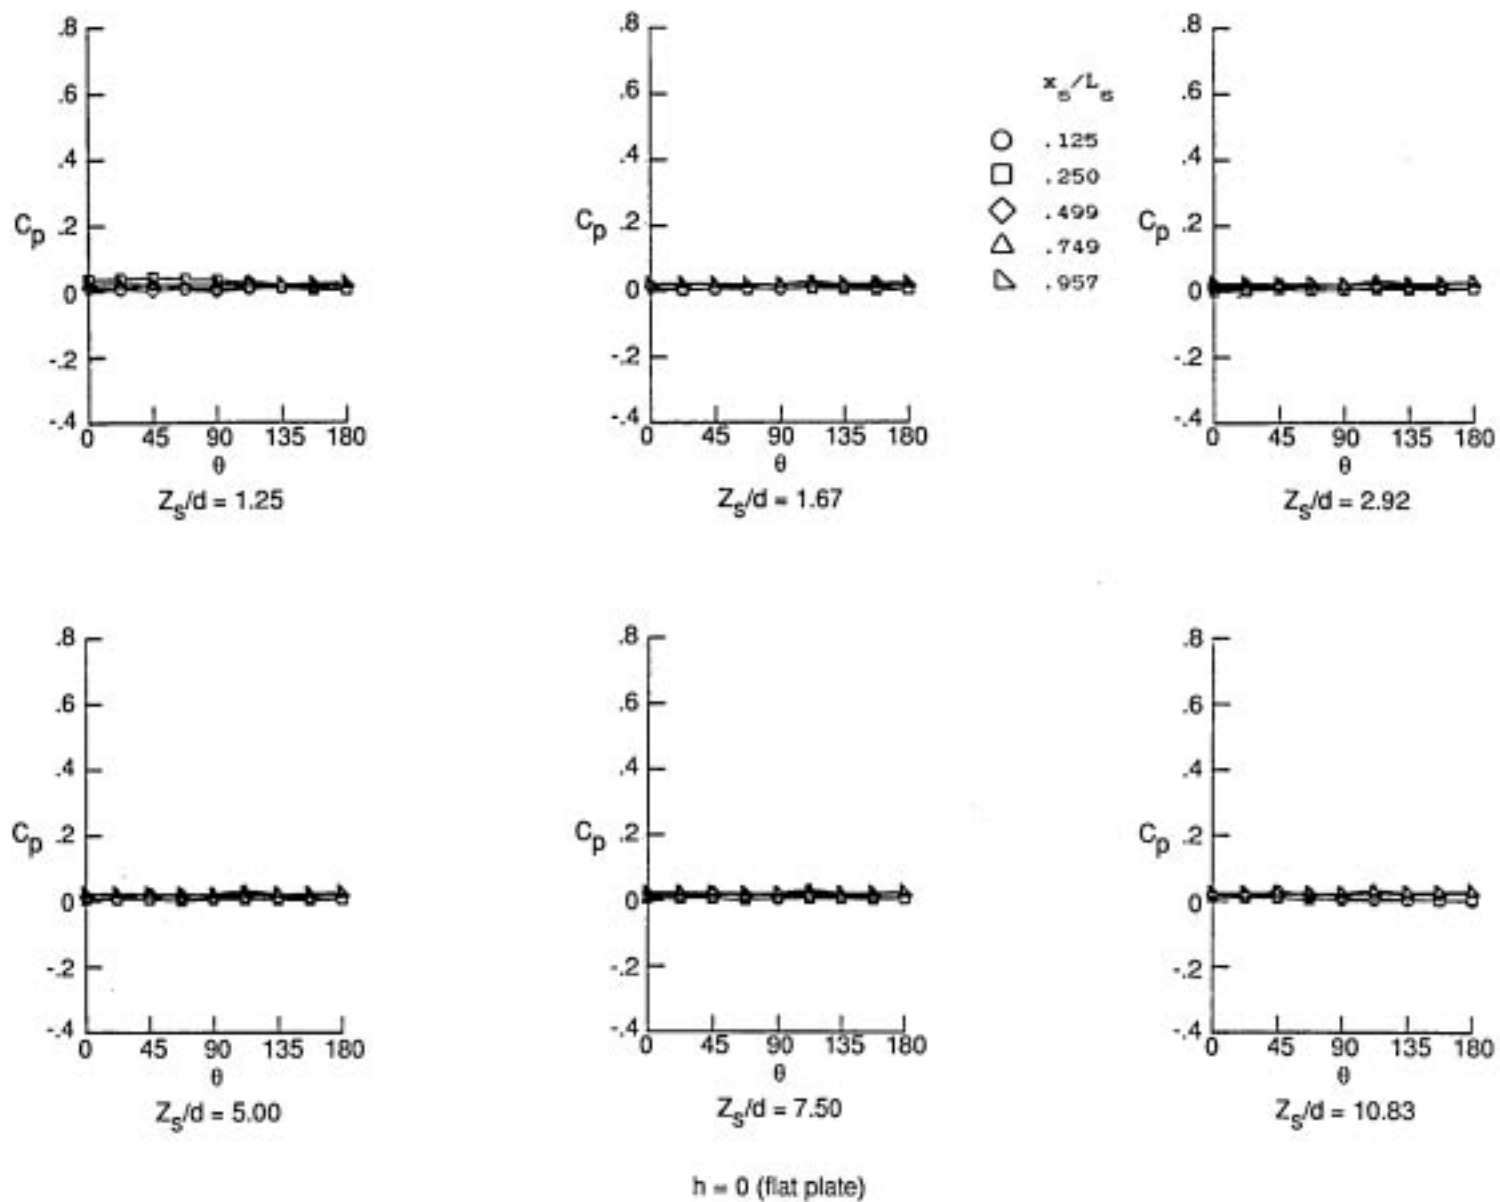 .8
.6
.4
Cp .2
0
-.2
-.4
0 45 90 135 180
θ
Zs/d = 1.25
.8
.6
.4
Cp .2
0
-.2
-.4
0 45 90 135 180
θ
Zs/d = 1.67
xs/Ls
.125
.250
.499
.749
.957
.8
.6
.4
Cp .2
0
-.2
-.4
0 45 90 135 180
θ
Zs/d = 2.92
.8
.6
.4
Cp .2
0
-.2
-.4
0 45 90 135 180
θ
Zs/d = 5.00
.8
.6
.4
Cp .2
0
-.2
-.4
0 45 90 135 180
θ
Zs/d = 7.50
.8
.6
.4
Cp .2
0
-.2
-.4
0 45 90 135 180
θ
Zs/d = 10.83
h = 0 (flat plate)